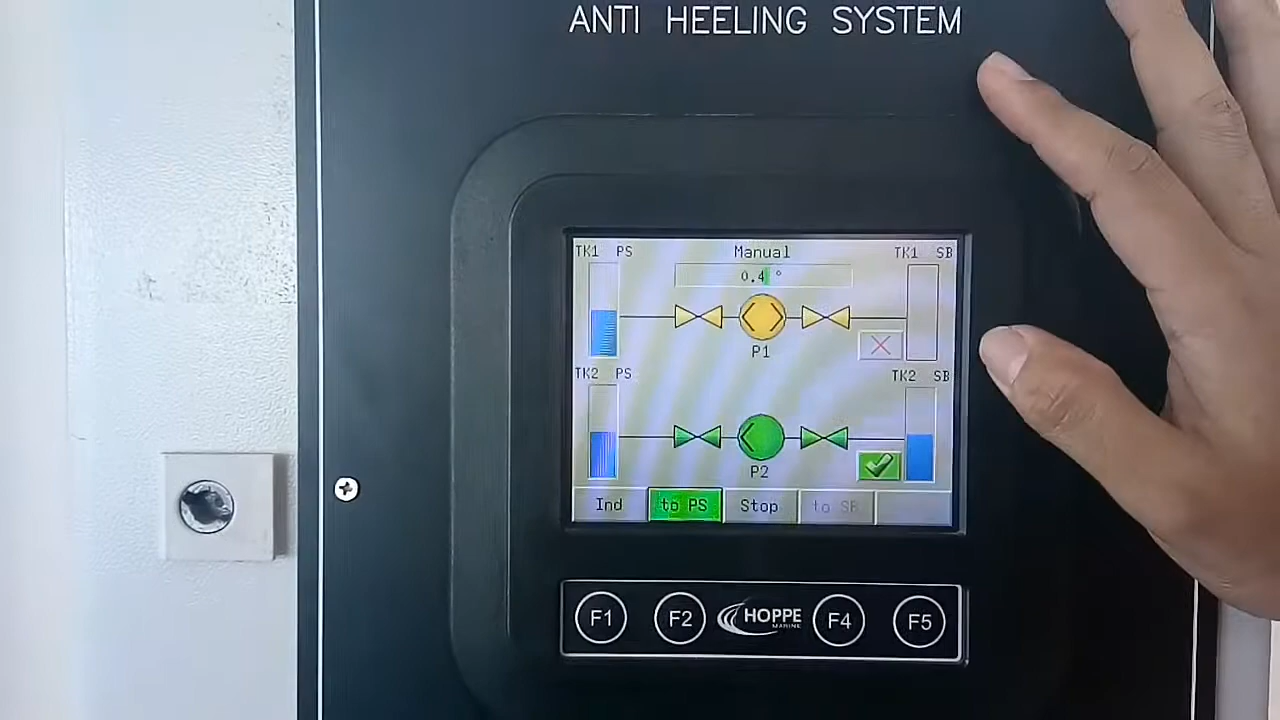 ANTI HEELING SYSTEM
TK1 PS Manual TK1 SB
0.4 °
P1
TK2 PS TK2 SB
P2
Ind to PS Stop to SB
F1 F2 HOPPE MARINE F4 F5